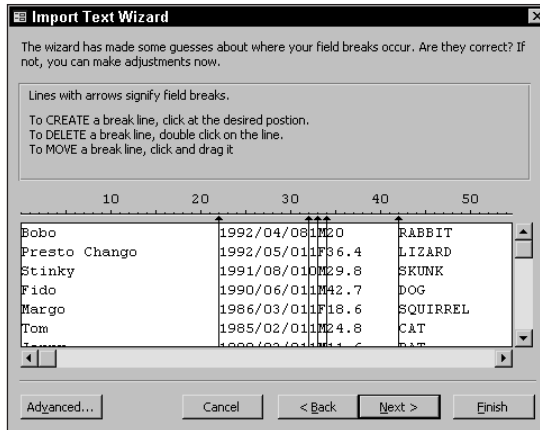 Import Text Wizard
The wizard has made some guesses about where your field breaks occur. Are they correct? If
not, you can make adjustments now.
Lines with arrows signify field breaks.
To CREATE a break line, click at the desired postion.
To DELETE a break line, double click on the line.
To MOVE a break line, click and drag it
10 20 30 40 50
Bobo 1992/04/081M20 RABBIT
Presto Chango 1992/05/011F36.4 LIZARD
Stinky 1991/08/010M29.8 SKUNK
Fido 1990/06/011M42.7 DOG
Margo 1986/03/011F18.6 SQUIRREL
Tom 1985/02/011M24.8 CAT
Advanced... Cancel < Back Next > Finish